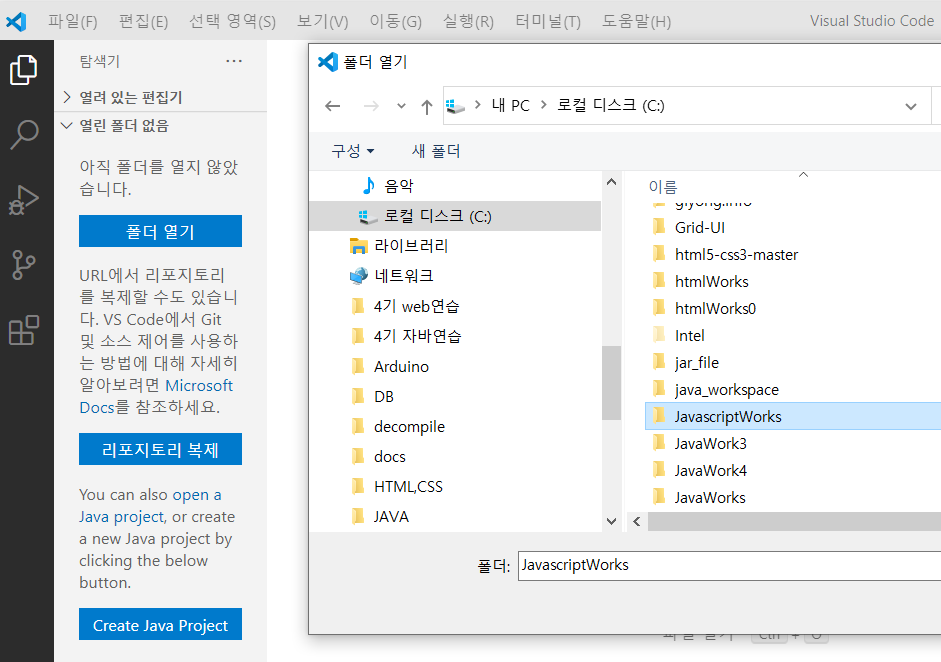 파일(F) 편집(E) 선택 영역(S) 보기(V) 이동(G) 실행(R) 터미널(T) 도움말(H) Visual Studio Code
탐색기 ···
열려 있는 편집기
열린 폴더 없음
아직 폴더를 열지 않았
습니다.
폴더 열기
URL에서 리포지토리
를 복제할 수도 있습니
다. VS Code에서 Git
및 소스 제어를 사용하
는 방법에 대해 자세히
알아보려면 Microsoft
Docs를 참조하세요.
리포지토리 복제
You can also open a
Java project, or create
a new Java project by
clicking the below
button.
Create Java Project
폴더 열기
내 PC > 로컬 디스크 (C:)
구성 새 폴더
음악
로컬 디스크 (C:)
라이브러리
네트워크
4기 web연습
4기 자바연습
Arduino
DB
decompile
docs
HTML,CSS
JAVA
이름
giyong.info
Grid-UI
html5-css3-master
htmlWorks
htmlWorks0
Intel
jar_file
java_workspace
JavascriptWorks
JavaWork3
JavaWork4
JavaWorks
폴더: JavascriptWorks
파일 열기 Ctrl + O